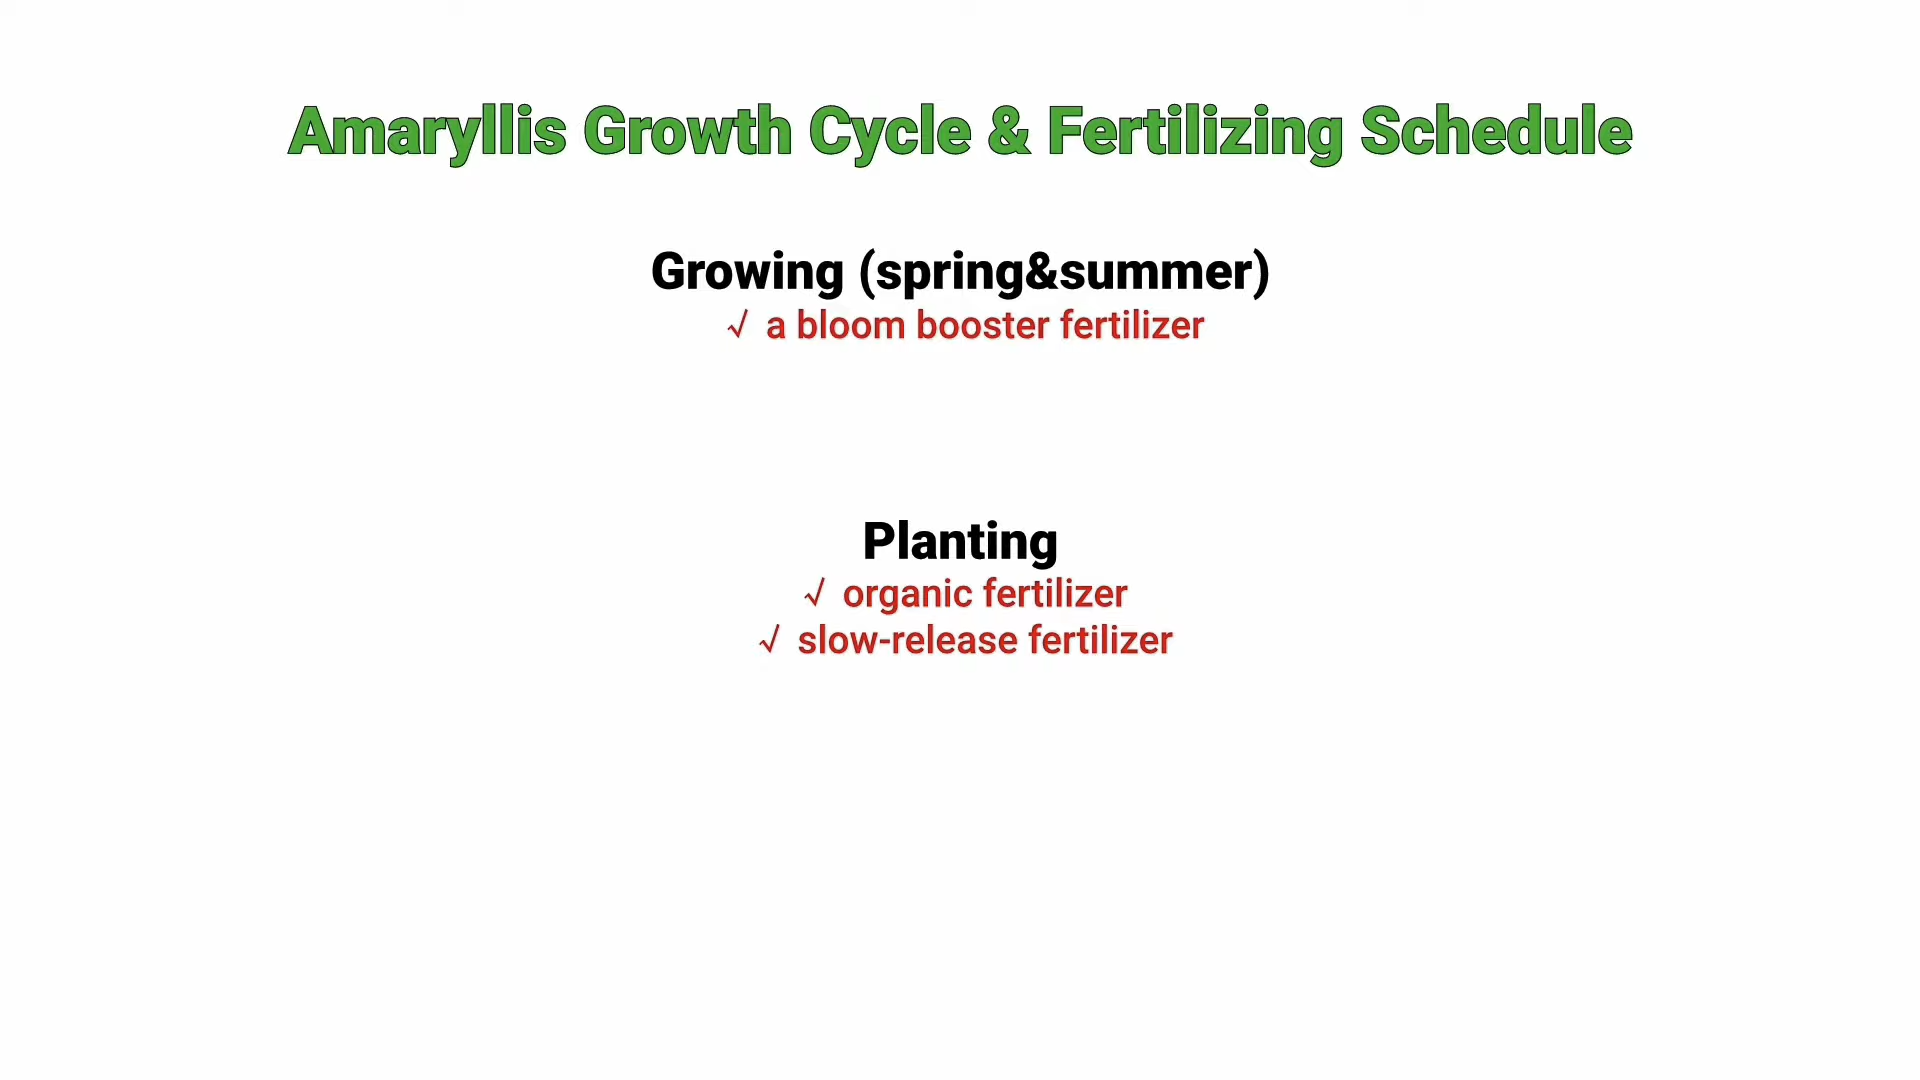 Amaryllis Growth Cycle & Fertilizing Schedule
Growing (spring&summer)
√ a bloom booster fertilizer
Planting
√ organic fertilizer
√ slow-release fertilizer